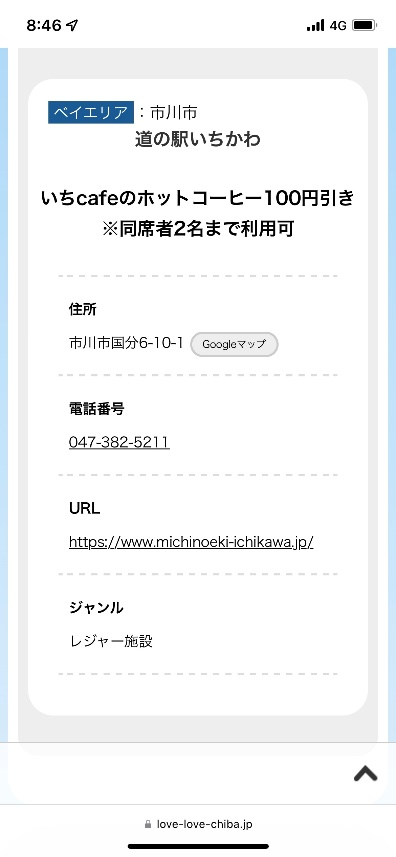 8:46
4G
ベイエリア：市川市
道の駅いちかわ
いちcafeのホットコーヒー100円引き
※同席者2名まで利用可
住所
市川市国分6-10-1 Googleマップ
電話番号
047-382-5211
URL
https://www.michinoeki-ichikawa.jp/
ジャンル
レジャー施設
love-love-chiba.jp